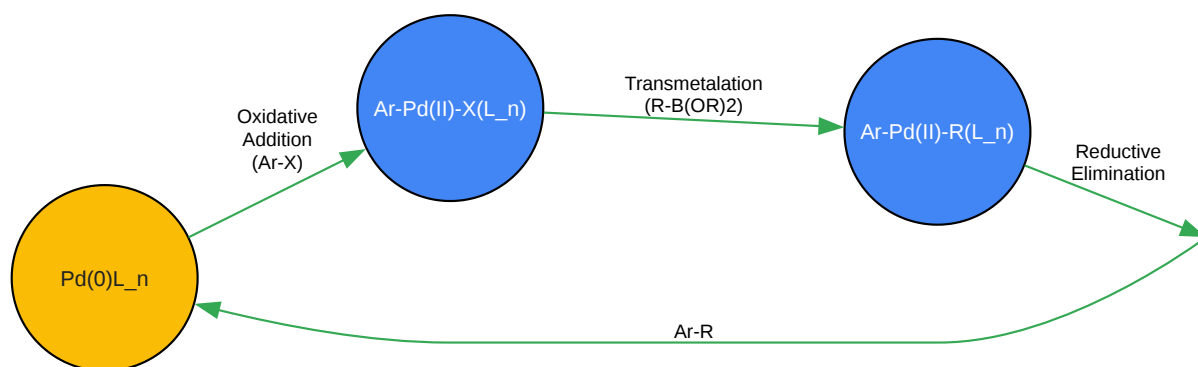 Pd(0)L_n
Oxidative
Addition
(Ar-X)
Ar-Pd(II)-X(L_n)
Transmetalation
(R-B(OR)2)
Ar-Pd(II)-R(L_n)
Reductive
Elimination
Ar-R